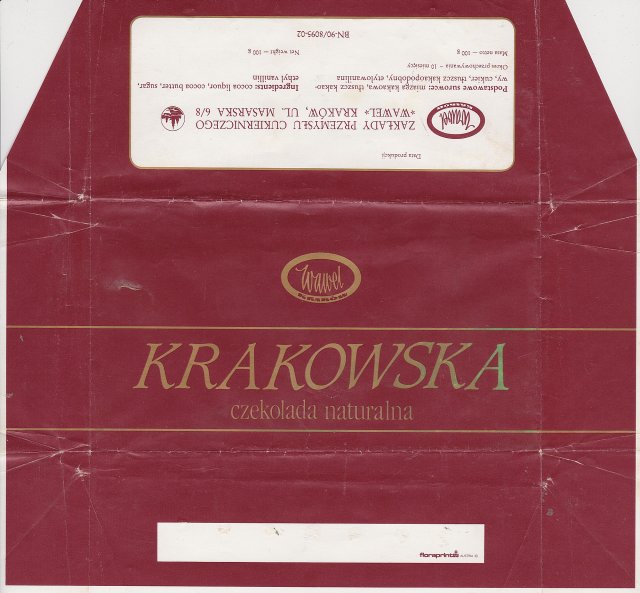 BN-90/8095-02
Masa netto — 100 g
Net weight — 100 g
Okres przechowywania - 10 miesięcy
Podstawowe surowce: miazga kakaowa, tłuszcz, kakao-
wy, cukier, tłuszcz kakaopodobny, etylowanilina
Ingredients: cocoa liquor, cocoa butter, sugar,
ethyl vanillin
ZAKŁADY PRZEMYSŁU CUKIERNICZEGO
*WAWEL* KRAKÓW, UL. MASARSKA 6/8
Wawel
KRAKÓW
Data produkcji
Wawel
KRAKÓW
KRAKOWSKA
czekolada naturalna
floraprint